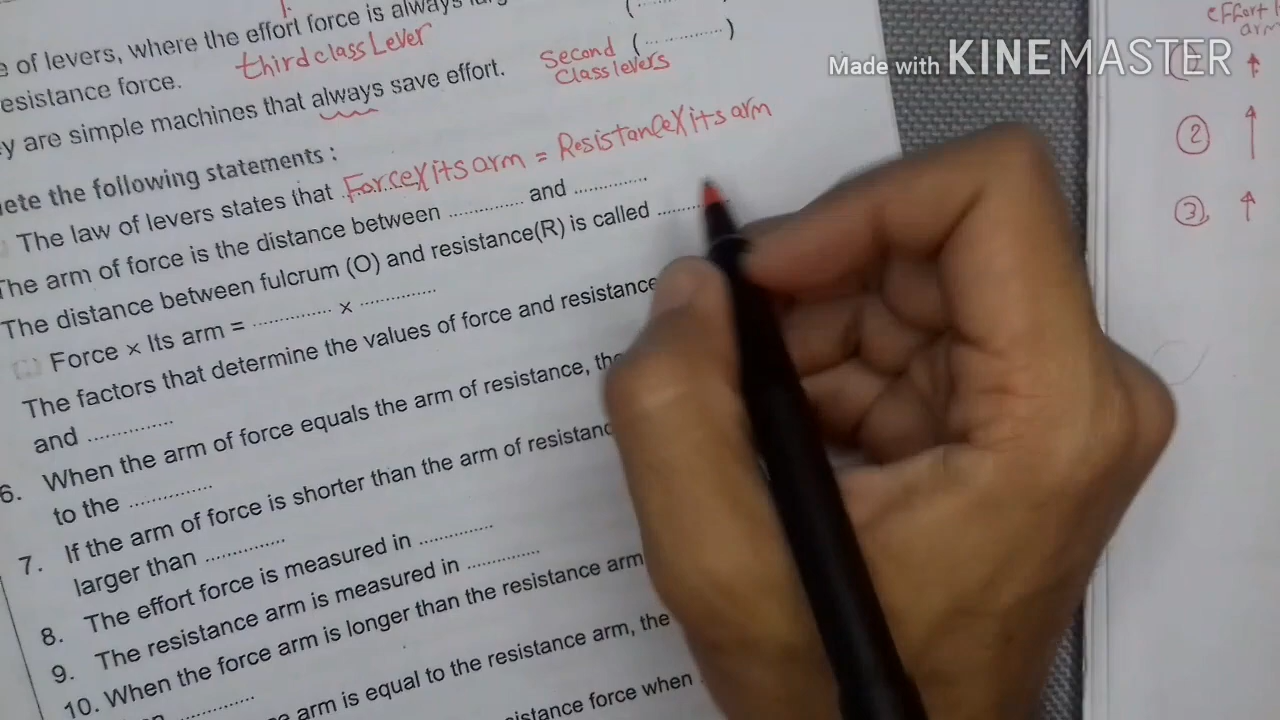 e of levers, where the effort force is always
(.............)
esistance force. third class Lever
y are simple machines that always save effort. Second class levers (.............)
ete the following statements :
The law of levers states that Force X its arm = Resistance X its arm
The arm of force is the distance between ............. and .............
The distance between fulcrum (O) and resistance(R) is called .............
Force × Its arm = ............. × .............
The factors that determine the values of force and resistance
and .............
6. When the arm of force equals the arm of resistance, the
to the .............
7. If the arm of force is shorter than the arm of
larger than .............
8. The effort force is measured in .............
9. The resistance arm is measured in .............
10. When the force arm is longer than the resistance arm
.............
arm is equal to the resistance arm, the
force when
effort
arm
②
③
Made with KINEMASTER